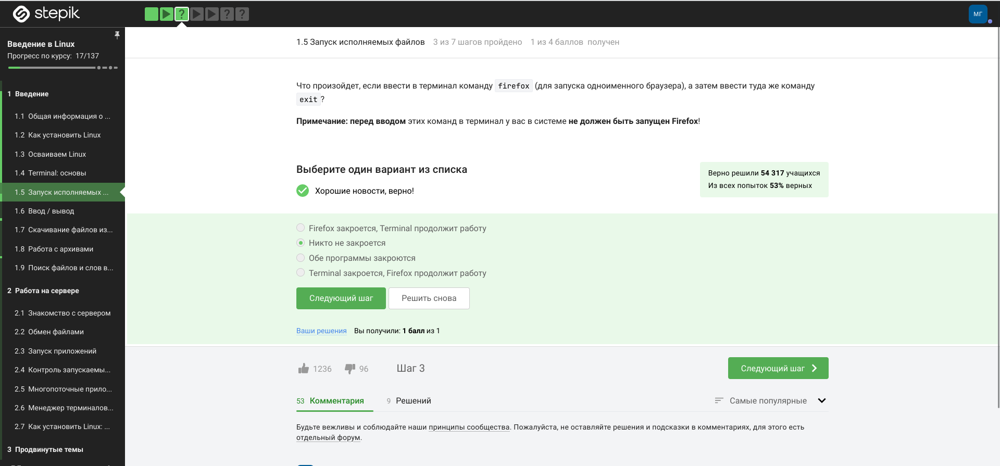 stepik
?
?
?
МГ
Введение в Linux
Прогресс по курсу: 17/137
1 Введение
1.1 Общая информация о ...
1.2 Как установить Linux
1.3 Осваиваем Linux
1.4 Terminal: основы
1.5 Запуск исполняемых ...
1.6 Ввод / вывод
1.7 Скачивание файлов из...
1.8 Работа с архивами
1.9 Поиск файлов и слов в...
2 Работа на сервере
2.1 Знакомство с сервером
2.2 Обмен файлами
2.3 Запуск приложений
2.4 Контроль запускаемы...
2.5 Многопоточные прило...
2.6 Менеджер терминалов...
2.7 Как установить Linux: ...
3 Продвинутые темы
1.5 Запуск исполняемых файлов 3 из 7 шагов пройдено 1 из 4 баллов получен
Что произойдет, если ввести в терминал команду firefox (для запуска одноименного браузера), а затем ввести туда же команду
exit ?
Примечание: перед вводом этих команд в терминал у вас в системе не должен быть запущен Firefox!
Выберите один вариант из списка
Хорошие новости, верно!
Верно решили 54 317 учащихся
Из всех попыток 53% верных
Firefox закроется, Terminal продолжит работу
Никто не закроется
Обе программы закроются
Terminal закроется, Firefox продолжит работу
Следующий шаг
Решить снова
Ваши решения Вы получили: 1 балл из 1
1236 96 Шаг 3
Следующий шаг
53 Комментария 9 Решений
Самые популярные
Будьте вежливы и соблюдайте наши принципы сообщества. Пожалуйста, не оставляйте решения и подсказки в комментариях, для этого есть
отдельный форум.